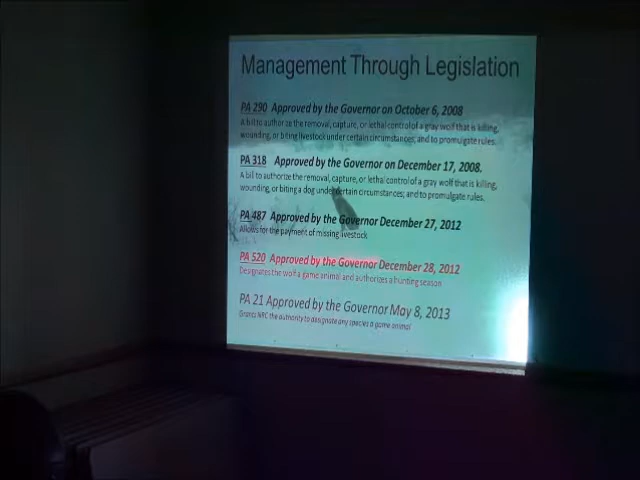 Management Through Legislation
PA 290 Approved by the Governor on October 6, 2008
A bil to authorize the removal, capture, or lethal control of a gray wolf that is killing,
wounding, or biting livestock under certain circumstances; and to promulgate rules.
PA 318 Approved by the Governor on December 17, 2008.
A bill to authorize the removal, capture, or lethal control of a gray wolf that is killing,
wounding, or biting a dog under certain circumstances; and to promulgate rules.
PA 487 Approved by the Governor December 27, 2012
Allows for the payment of missing livestock
PA 520 Approved by the Governor December 28, 2012
Designates the wolf a game animal and authorizes a hunting season
PA 21 Approved by the Governor May 8, 2013
Grants NRC the authority to designate any species a game animal